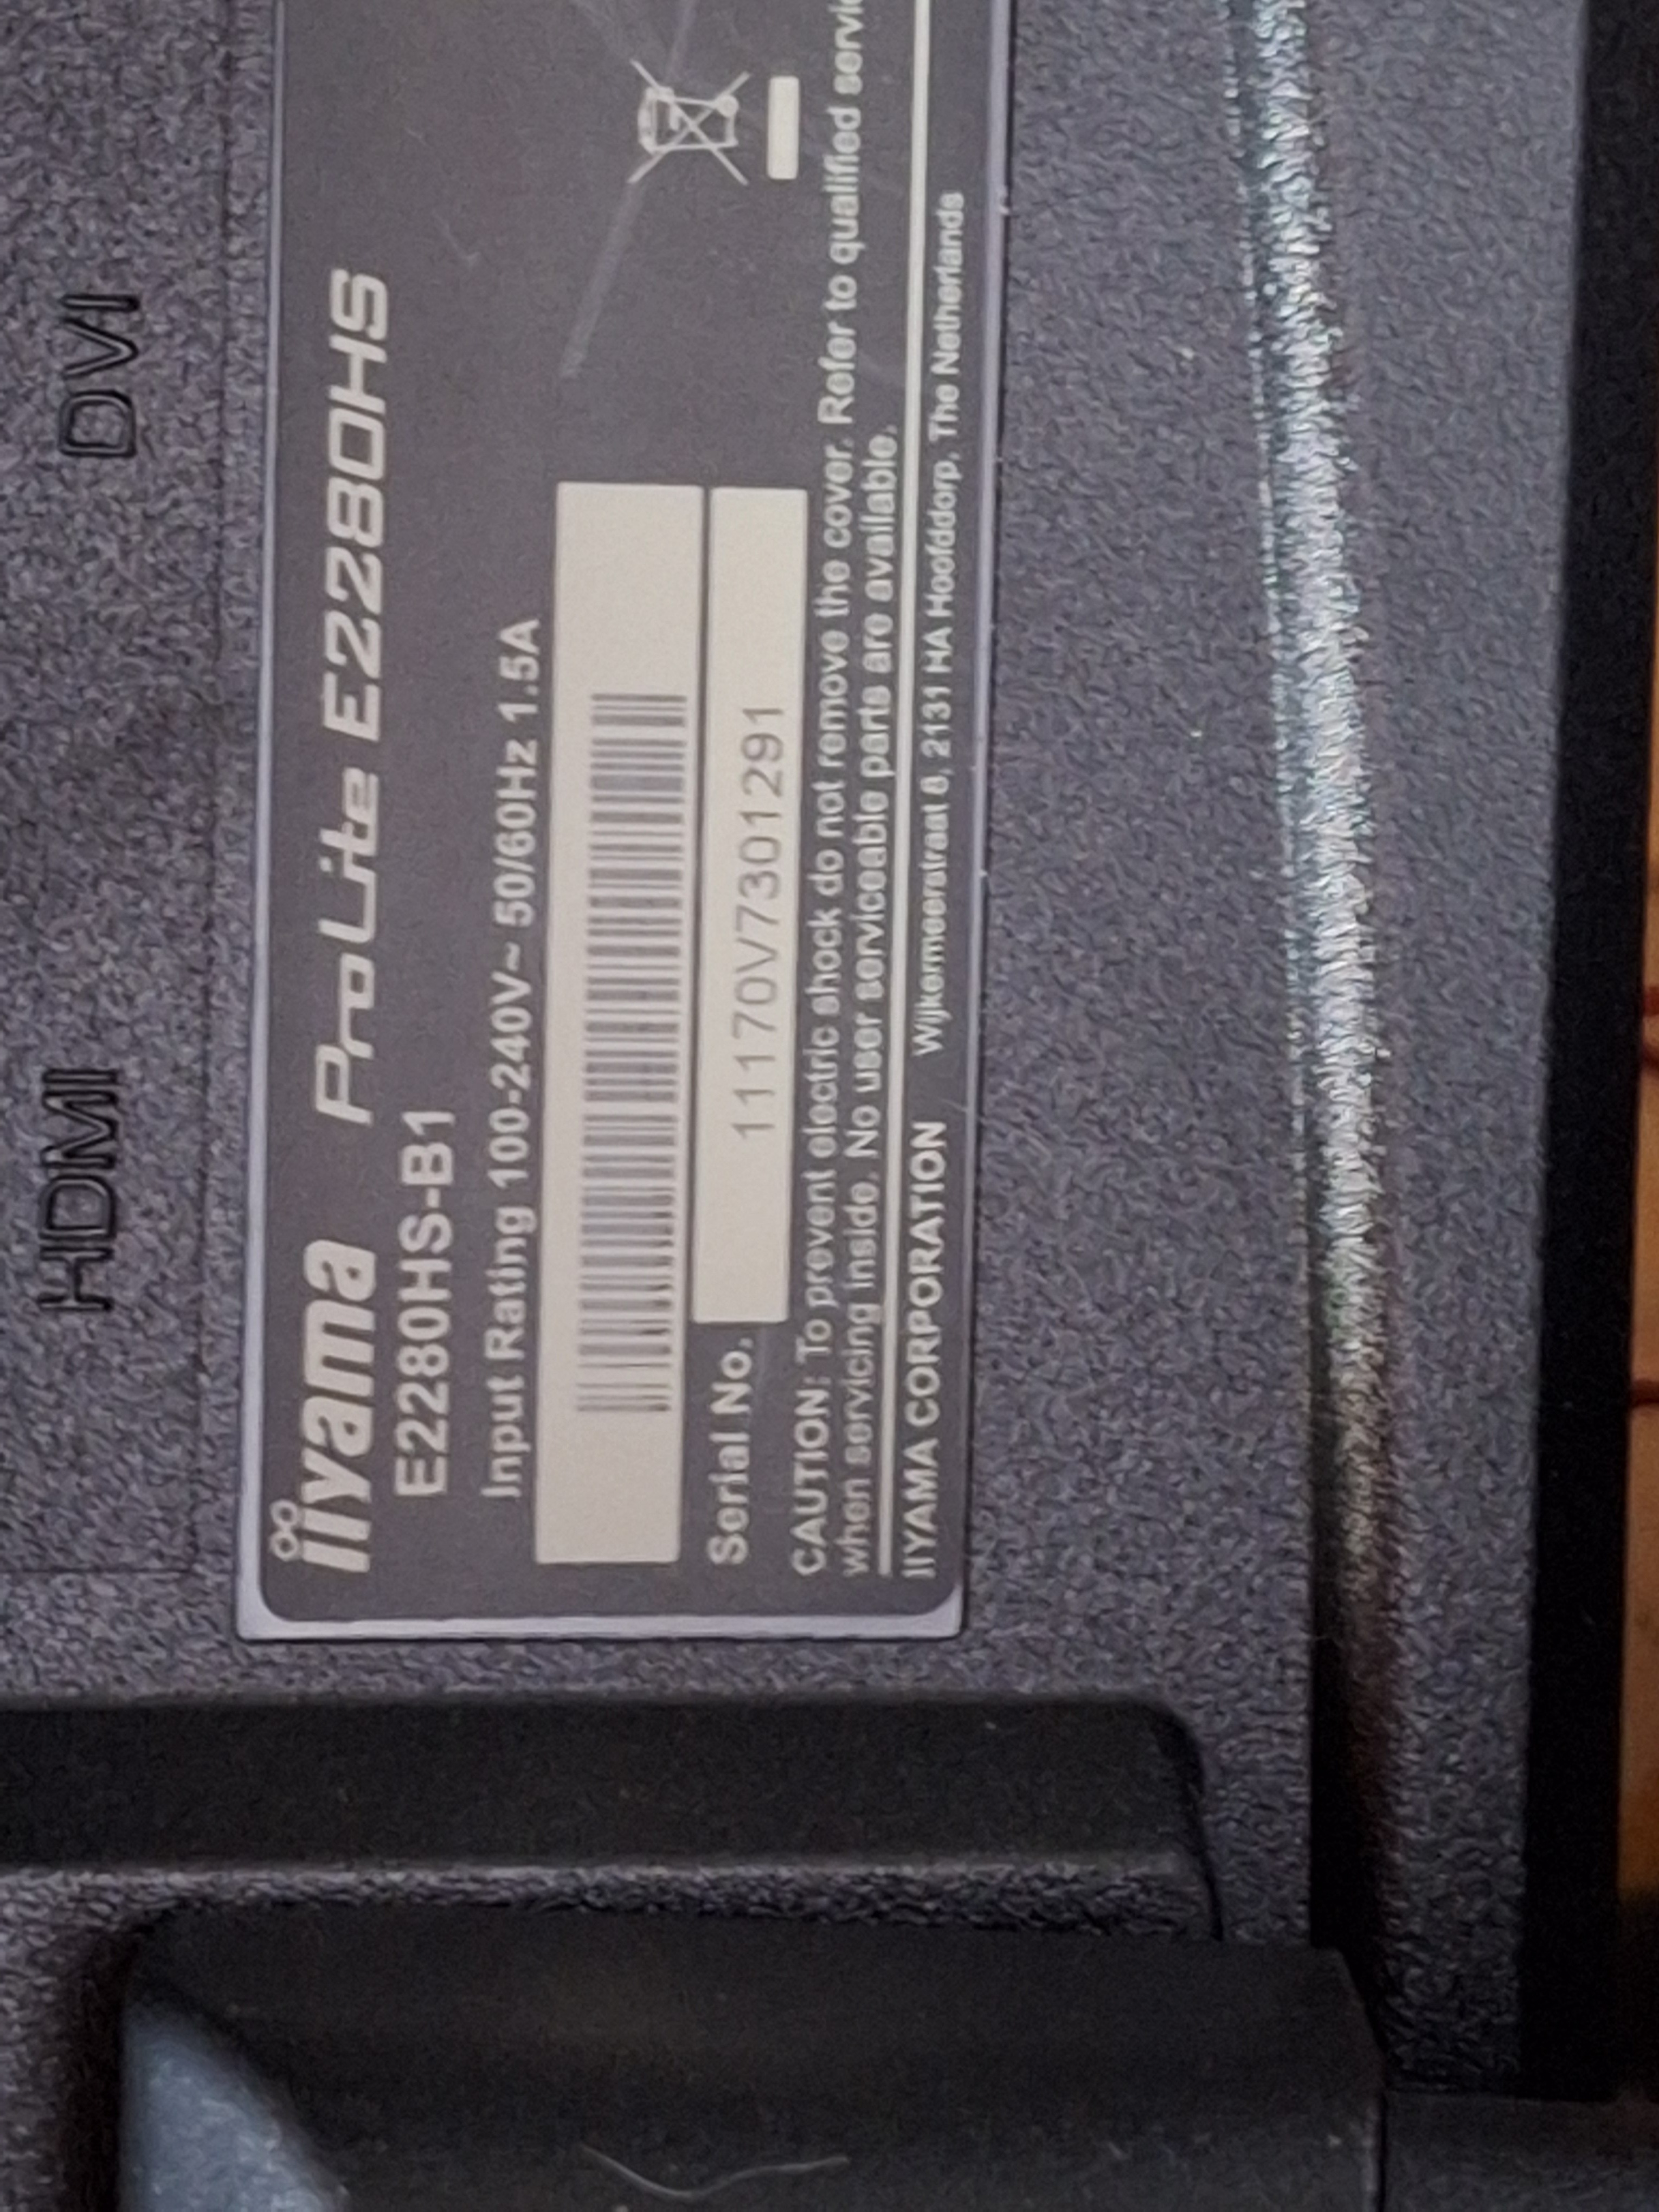 HDMI
DVI
iiyama ProLite E2280HS
E2280HS-B1
Input Rating 100-240V~ 50/60Hz 1.5A
Serial No. 11170V7301291
CAUTION: To prevent electric shock do not remove the cover. Refer to qualified
when servicing inside. No user serviceable parts are available.
IIYAMA CORPORATION Wijkermeerstraat 8, 2131 HA Hoofddorp, The Netherlands